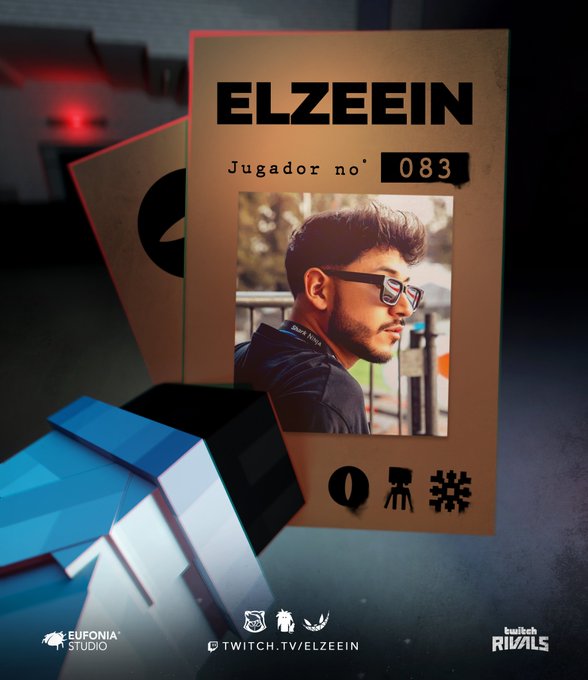 ELZEEIN
Jugador no° 083
Shark Ninja
EUFONIA®
STUDIO
TWITCH.TV/ELZEEIN
twitch
RIVALS